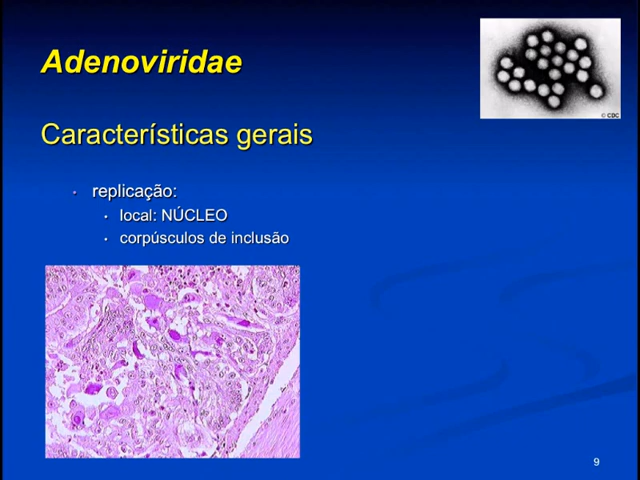 Adenoviridae
© CDC
Características gerais
• replicação:
• local: NÚCLEO
• corpúsculos de inclusão
9